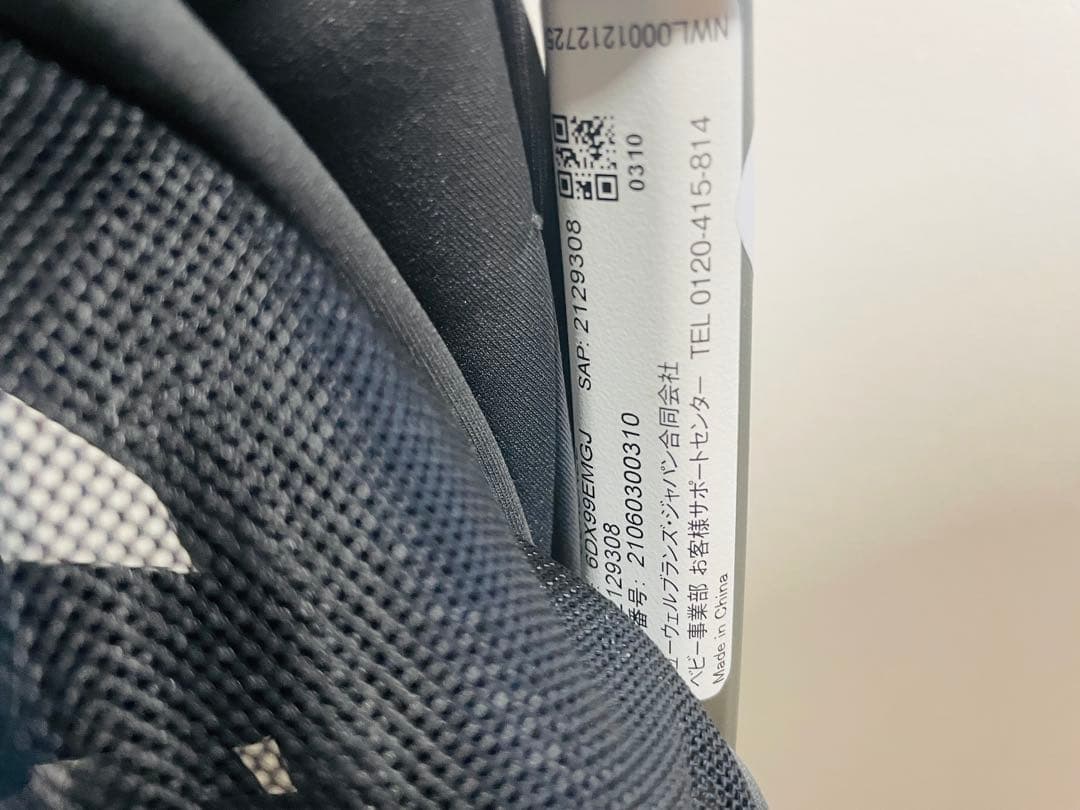 6DX99EMGJ SAP: 2129308
129308
番号: 21060300310
0310
ューウェルブランズ・ジャパン合同会社
ベビー事業部 お客様サポートセンター TEL 0120-415-814
Made in China
NWL0001212725